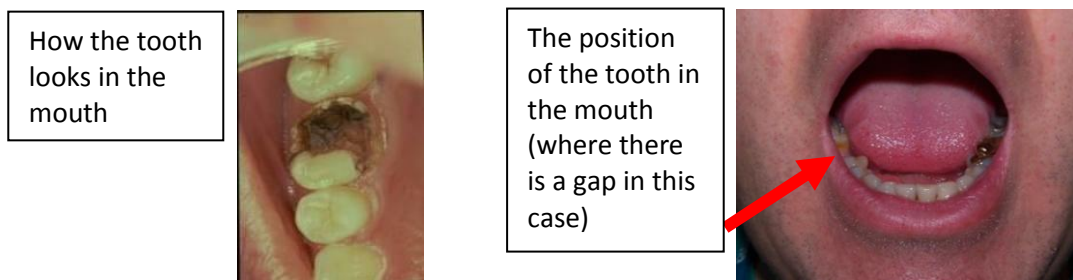 How the tooth
looks in the
mouth
The position
of the tooth in
the mouth
(where there
is a gap in this
case)